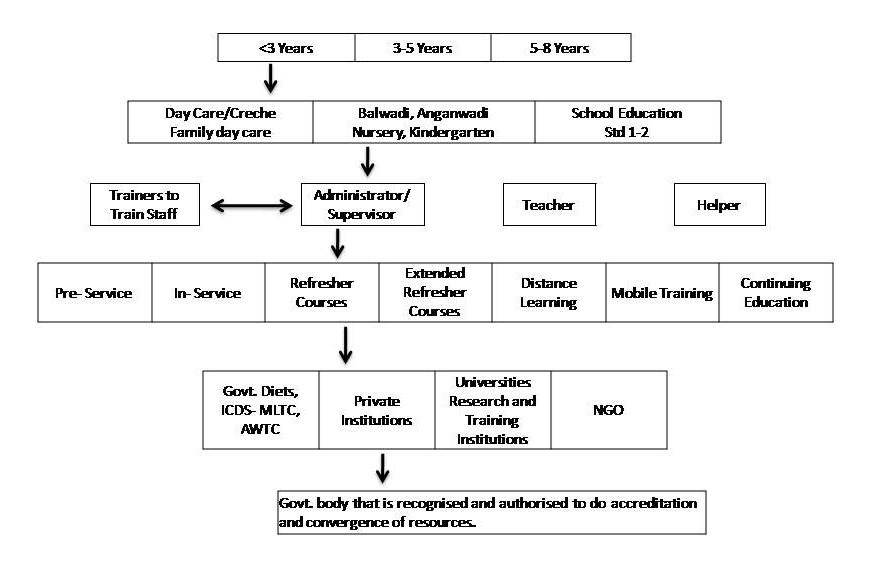 <3 Years
3-5 Years
5-8 Years
Day Care/Creche
Family day care
Balwadi, Anganwadi
Nursery, Kindergarten
School Education
Std 1-2
Trainers to
Train Staff
Administrator/
Supervisor
Teacher
Helper
Pre- Service
In- Service
Refresher
Courses
Extended
Refresher
Courses
Distance
Learning
Mobile Training
Continuing
Education
Govt. Diets,
ICDS- MLTC,
AWTC
Private
Institutions
Universities
Research and
Training
Institutions
NGO
Govt. body that is recognised and authorised to do accreditation
and convergence of resources.